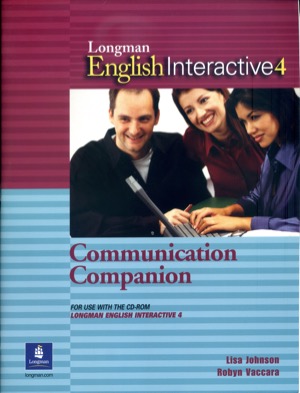 Longman
English Interactive 4
Communication
Companion
FOR USE WITH THE CD-ROM
LONGMAN ENGLISH INTERACTIVE 4
Lisa Johnson
Robyn Vaccara
longman.com